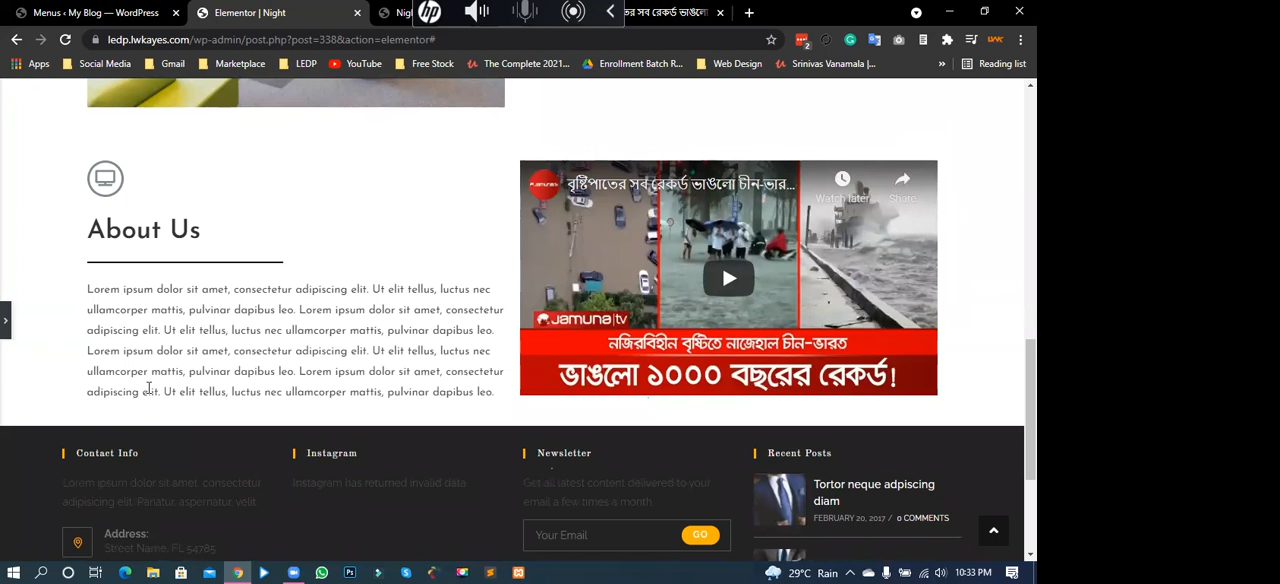 Menus ‹ My Blog — WordPress
Elementor | Night
Nig
hp
তের সব রেকর্ড ভাঙলো
ledp.lwkayes.com/wp-admin/post.php?post=338&action=elementor#
2
Apps
Social Media
Gmail
Marketplace
LEDP
YouTube
Free Stock
The Complete 2021...
Enrollment Batch R...
Web Design
Srinivas Vanamala |...
»
Reading list
বৃষ্টিপাতের সব রেকর্ড ভাঙলো চীন-ভার...
Watch later
Share
About Us
Jamuna|tv
নজিরবিহীন বৃষ্টিতে নাজেহাল চীন-ভারত
ভাঙলো ১০০০ বছরের রেকর্ড!
Lorem ipsum dolor sit amet, consectetur adipiscing elit. Ut elit tellus, luctus nec
ullamcorper mattis, pulvinar dapibus leo. Lorem ipsum dolor sit amet, consectetur
adipiscing elit. Ut elit tellus, luctus nec ullamcorper mattis, pulvinar dapibus leo.
Lorem ipsum dolor sit amet, consectetur adipiscing elit. Ut elit tellus, luctus nec
ullamcorper mattis, pulvinar dapibus leo. Lorem ipsum dolor sit amet, consectetur
adipiscing elit. Ut elit tellus, luctus nec ullamcorper mattis, pulvinar dapibus leo.
Contact Info
Lorem ipsum dolor sit amet, consectetur
adipisicing elit. Pariatur, aspernatur, velit.
Address:
Street Name, FL 54785
Instagram
Instagram has returned invalid data.
Newsletter
Get all latest content delivered to your
email a few times a month.
Your Email
GO
Recent Posts
Tortor neque adpiscing
diam
FEBRUARY 20, 2017 / 0 COMMENTS
29°C Rain
10:33 PM